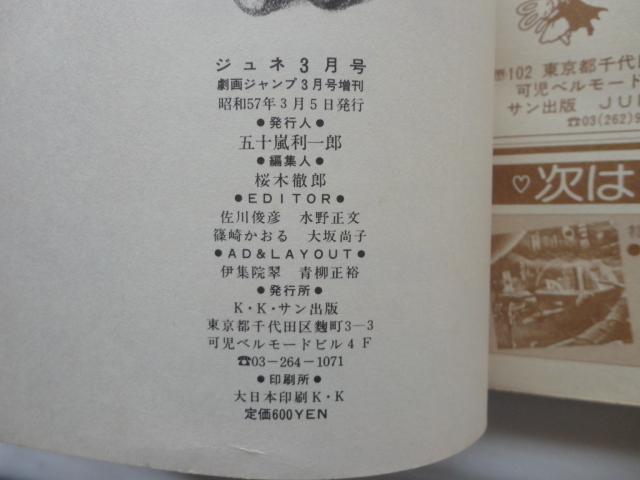 ジュネ3月号
劇画ジャンプ3月号増刊
昭和57年3月5日発行
●発行人●
五十嵐利一郎
●編集人●
桜木徹郎
●EDITOR●
佐川俊彦 水野正文
篠崎かおる 大坂尚子
●AD&LAYOUT●
伊集院翠 青柳正裕
●発行所●
K・K・サン出版
東京都千代田区麹町3―3
可児ベルモードビル4F
☎03―264―1071
●印刷所●
大日本印刷K・K
定価600YEN
102 東京都千代田
可児ベルモード
サン出版 JU
☎03(262)9
♡次は